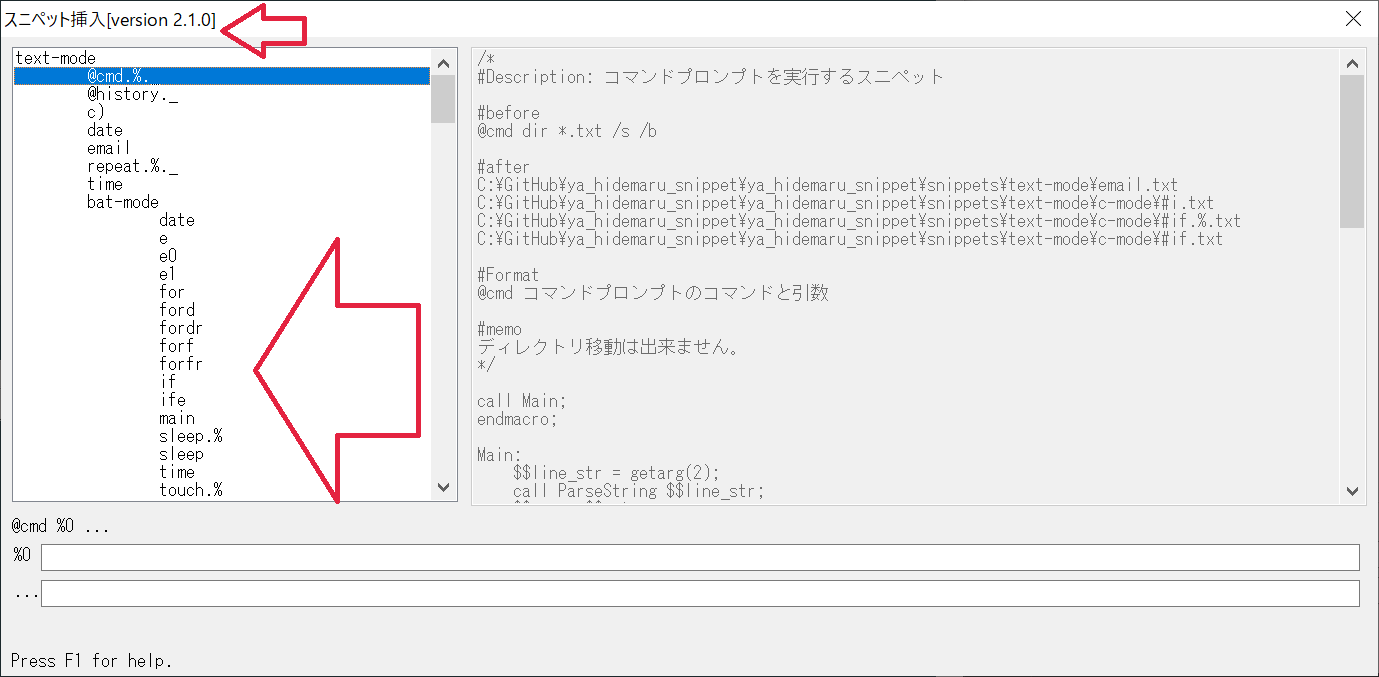 スニペット挿入[version 2.1.0]
text-mode
@cmd.%._
@history._
c)
date
email
repeat.%._
time
bat-mode
date
e
e0
e1
for
ford
fordr
forf
forfr
if
ife
main
sleep.%
sleep
time
touch.%
/*
#Description: コマンドプロンプトを実行するスニペット
#before
@cmd dir *.txt /s /b
#after
C:¥GitHub¥ya_hidemaru_snippet¥ya_hidemaru_snippet¥snippets¥text-mode¥email.txt
C:¥GitHub¥ya_hidemaru_snippet¥ya_hidemaru_snippet¥snippets¥text-mode¥c-mode¥#i.txt
C:¥GitHub¥ya_hidemaru_snippet¥ya_hidemaru_snippet¥snippets¥text-mode¥c-mode¥#if.%.txt
C:¥GitHub¥ya_hidemaru_snippet¥ya_hidemaru_snippet¥snippets¥text-mode¥c-mode¥#if.txt
#Format
@cmd コマンドプロンプトのコマンドと引数
#memo
ディレクトリ移動は出来ません。
*/
call Main;
endmacro;
Main:
$$line_str = getarg(2);
call ParseString $$line_str;
@cmd %0 ...
%0
...
Press F1 for help.